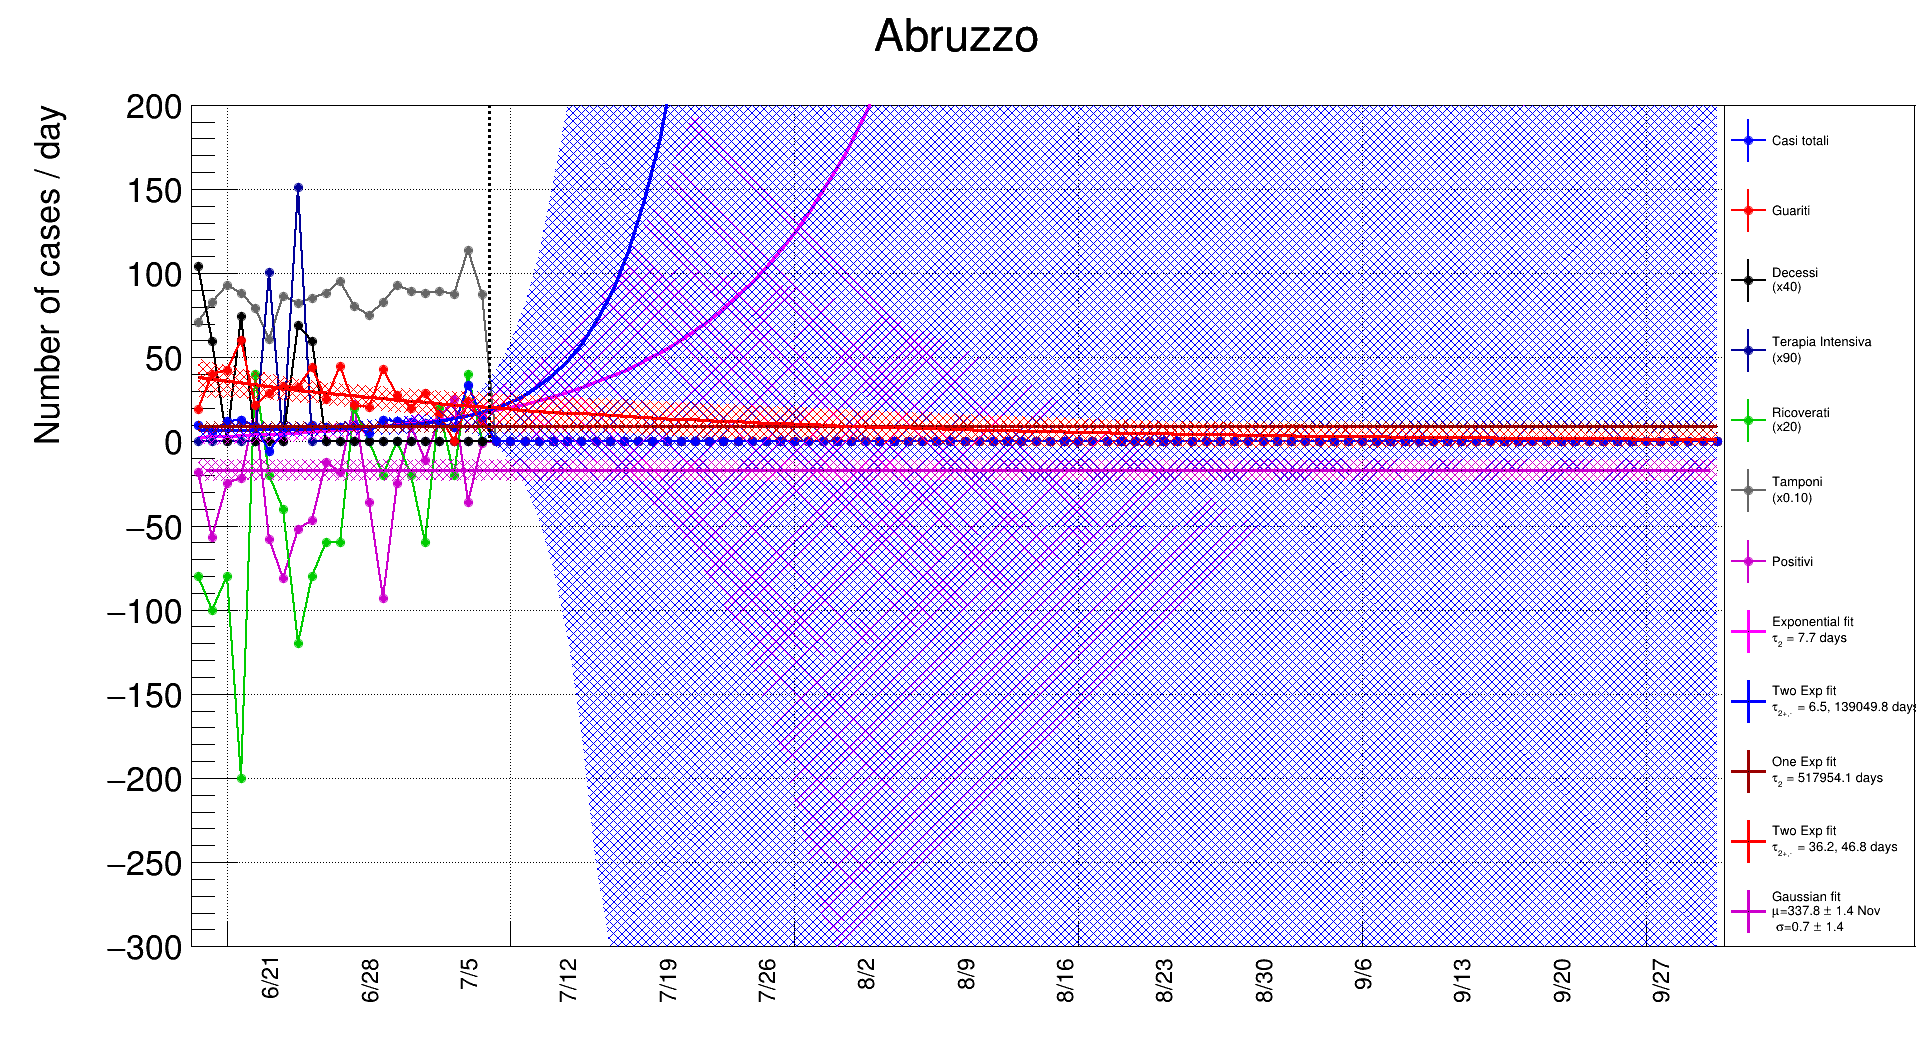 Abruzzo
Number of cases / day
200
150
100
50
0
−50
−100
−150
−200
−250
−300
6/21
6/28
7/5
7/12
7/19
7/26
8/2
8/9
8/16
8/23
8/30
9/6
9/13
9/20
9/27
Casi totali
Guariti
Decessi
(x40)
Terapia Intensiva
(x90)
Ricoverati
(x20)
Tamponi
(x0.10)
Positivi
Exponential fit
τ2 = 7.7 days
Two Exp fit
τ2+,- = 6.5, 139049.8 days
One Exp fit
τ2 = 517954.1 days
Two Exp fit
τ2+,- = 36.2, 46.8 days
Gaussian fit
μ=337.8 ± 1.4 Nov
σ=0.7 ± 1.4